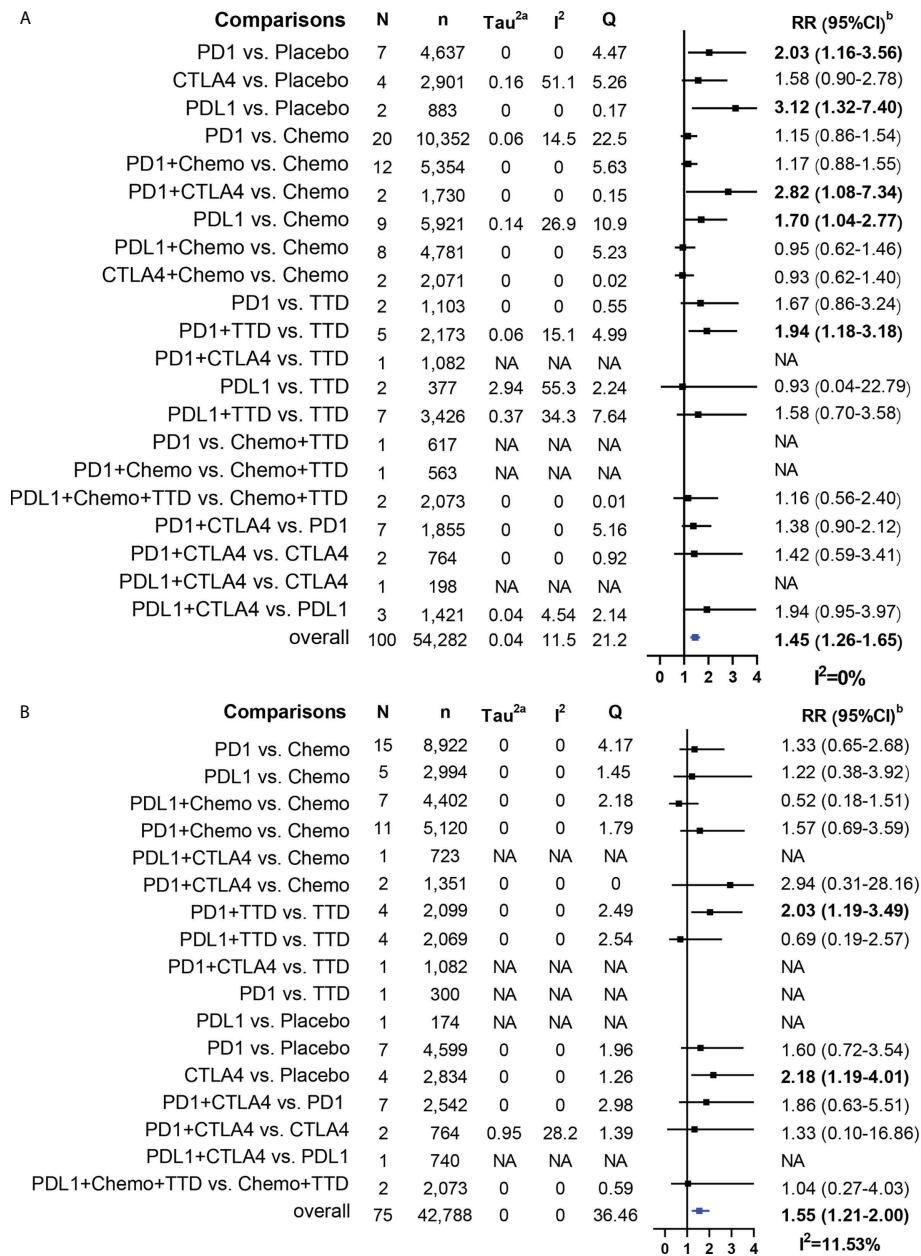 A
Comparisons N n Tau²ᵃ I² Q RR (95%CI)ᵇ
PD1 vs. Placebo 7 4,637 0 0 4.47 2.03 (1.16-3.56)
CTLA4 vs. Placebo 4 2,901 0.16 51.1 5.26 1.58 (0.90-2.78)
PDL1 vs. Placebo 2 883 0 0 0.17 3.12 (1.32-7.40)
PD1 vs. Chemo 20 10,352 0.06 14.5 22.5 1.15 (0.86-1.54)
PD1+Chemo vs. Chemo 12 5,354 0 0 5.63 1.17 (0.88-1.55)
PD1+CTLA4 vs. Chemo 2 1,730 0 0 0.15 2.82 (1.08-7.34)
PDL1 vs. Chemo 9 5,921 0.14 26.9 10.9 1.70 (1.04-2.77)
PDL1+Chemo vs. Chemo 8 4,781 0 0 5.23 0.95 (0.62-1.46)
CTLA4+Chemo vs. Chemo 2 2,071 0 0 0.02 0.93 (0.62-1.40)
PD1 vs. TTD 2 1,103 0 0 0.55 1.67 (0.86-3.24)
PD1+TTD vs. TTD 5 2,173 0.06 15.1 4.99 1.94 (1.18-3.18)
PD1+CTLA4 vs. TTD 1 1,082 NA NA NA NA
PDL1 vs. TTD 2 377 2.94 55.3 2.24 0.93 (0.04-22.79)
PDL1+TTD vs. TTD 7 3,426 0.37 34.3 7.64 1.58 (0.70-3.58)
PD1 vs. Chemo+TTD 1 617 NA NA NA NA
PD1+Chemo vs. Chemo+TTD 1 563 NA NA NA NA
PDL1+Chemo+TTD vs. Chemo+TTD 2 2,073 0 0 0.01 1.16 (0.56-2.40)
PD1+CTLA4 vs. PD1 7 1,855 0 0 5.16 1.38 (0.90-2.12)
PD1+CTLA4 vs. CTLA4 2 764 0 0 0.92 1.42 (0.59-3.41)
PDL1+CTLA4 vs. CTLA4 1 198 NA NA NA NA
PDL1+CTLA4 vs. PDL1 3 1,421 0.04 4.54 2.14 1.94 (0.95-3.97)
overall 100 54,282 0.04 11.5 21.2 1.45 (1.26-1.65)
0 1 2 3 4 I²=0%
B
Comparisons N n Tau²ᵃ I² Q RR (95%CI)ᵇ
PD1 vs. Chemo 15 8,922 0 0 4.17 1.33 (0.65-2.68)
PDL1 vs. Chemo 5 2,994 0 0 1.45 1.22 (0.38-3.92)
PDL1+Chemo vs. Chemo 7 4,402 0 0 2.18 0.52 (0.18-1.51)
PD1+Chemo vs. Chemo 11 5,120 0 0 1.79 1.57 (0.69-3.59)
PDL1+CTLA4 vs. Chemo 1 723 NA NA NA NA
PD1+CTLA4 vs. Chemo 2 1,351 0 0 0 2.94 (0.31-28.16)
PD1+TTD vs. TTD 4 2,099 0 0 2.49 2.03 (1.19-3.49)
PDL1+TTD vs. TTD 4 2,069 0 0 2.54 0.69 (0.19-2.57)
PD1+CTLA4 vs. TTD 1 1,082 NA NA NA NA
PD1 vs. TTD 1 300 NA NA NA NA
PDL1 vs. Placebo 1 174 NA NA NA NA
PD1 vs. Placebo 7 4,599 0 0 1.96 1.60 (0.72-3.54)
CTLA4 vs. Placebo 4 2,834 0 0 1.26 2.18 (1.19-4.01)
PD1+CTLA4 vs. PD1 7 2,542 0 0 2.98 1.86 (0.63-5.51)
PD1+CTLA4 vs. CTLA4 2 764 0.95 28.2 1.39 1.33 (0.10-16.86)
PDL1+CTLA4 vs. PDL1 1 740 NA NA NA NA
PDL1+Chemo+TTD vs. Chemo+TTD 2 2,073 0 0 0.59 1.04 (0.27-4.03)
overall 75 42,788 0 0 36.46 1.55 (1.21-2.00)
0 1 2 3 4 I²=11.53%